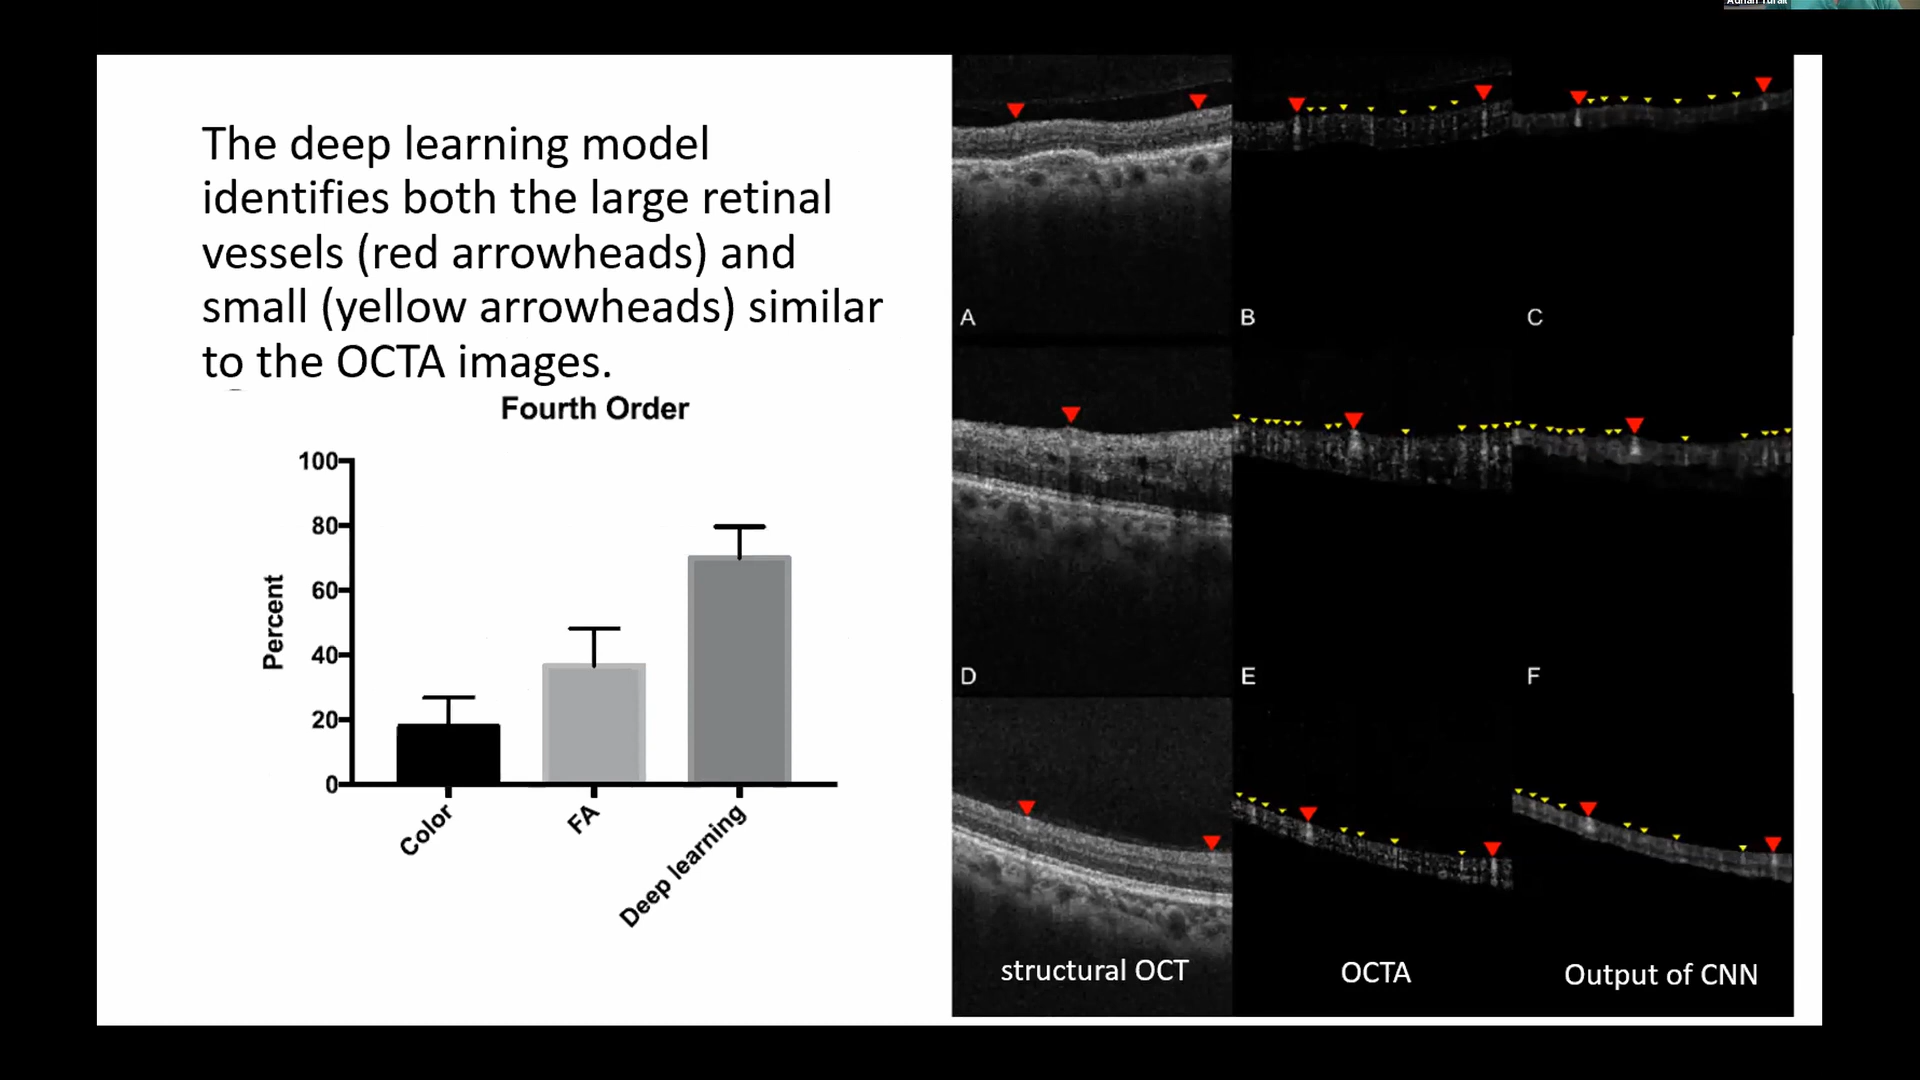 The deep learning model
identifies both the large retinal
vessels (red arrowheads) and
small (yellow arrowheads) similar
to the OCTA images.
Fourth Order
Percent
100
80
60
40
20
0
Color
FA
Deep learning
A
B
C
D
E
F
structural OCT
OCTA
Output of CNN